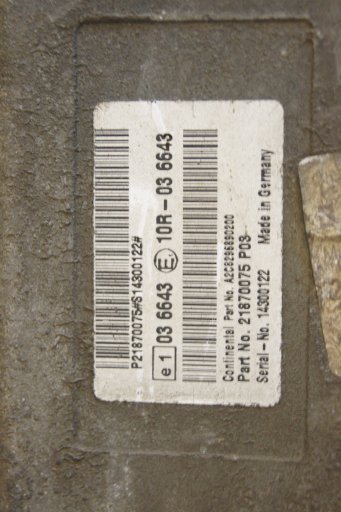 P21870075#S14300122#
e1 03 6643 E1 10R-03 6643
Continental Part No. A2C8296890200
Part No. 21870075 P03
Serial-No. 14300122 Made in Germany